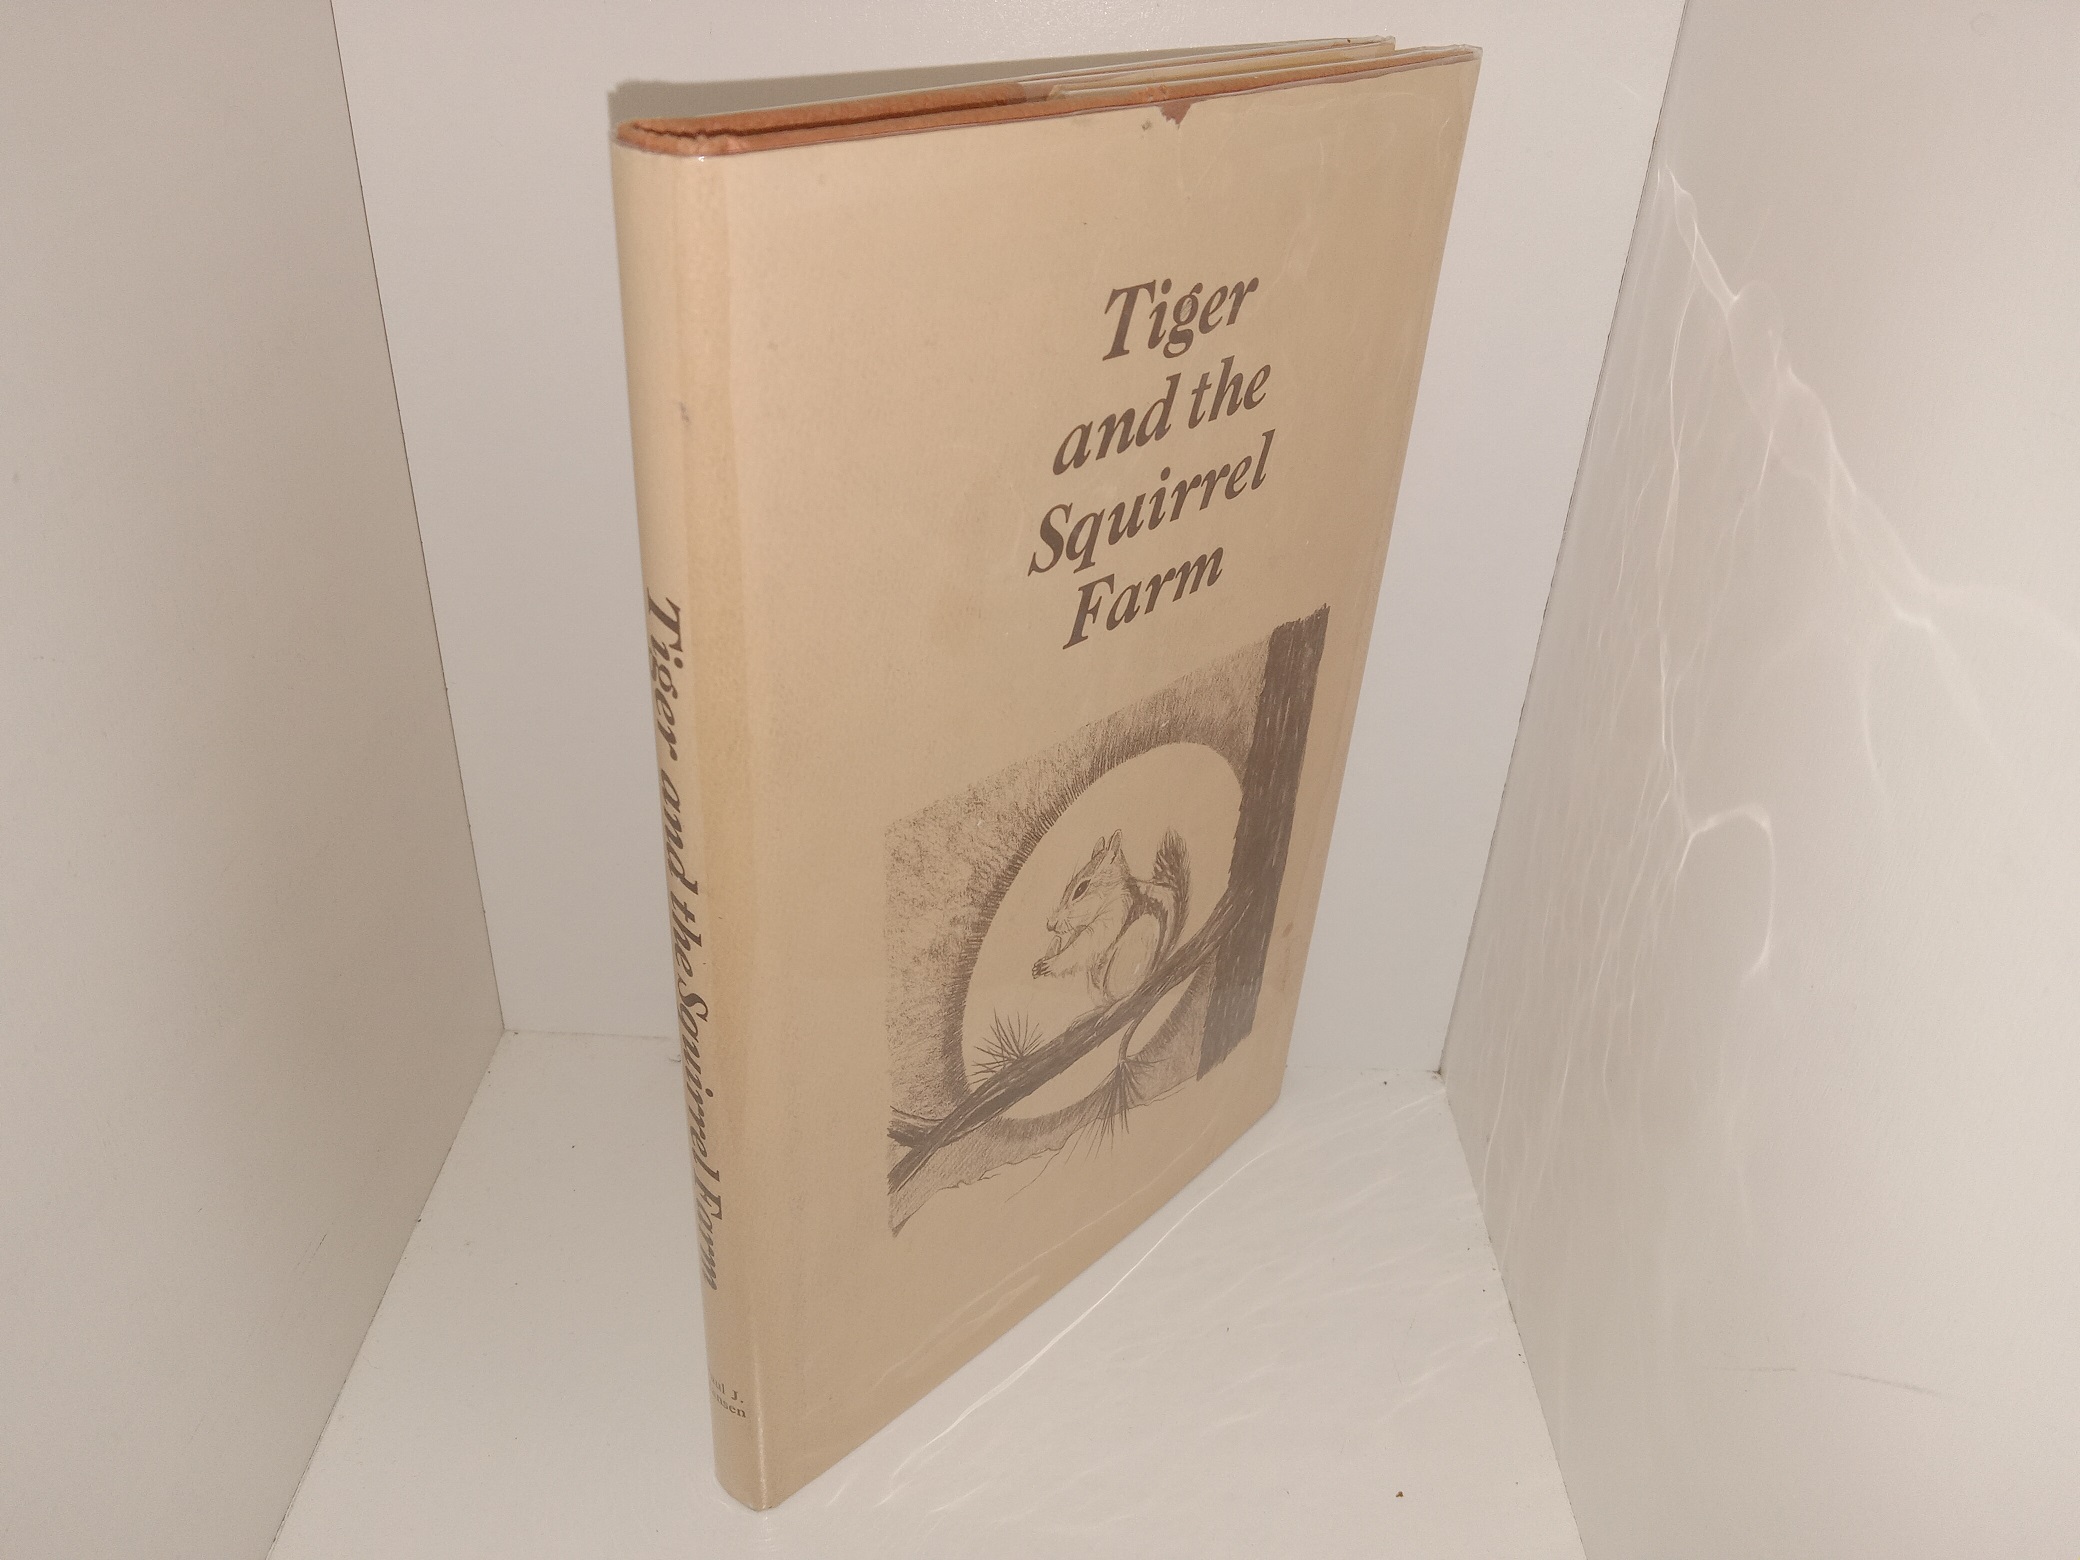 Tiger
and the
Squirrel
Farm
Tiger and the Squirrel Farm
J.